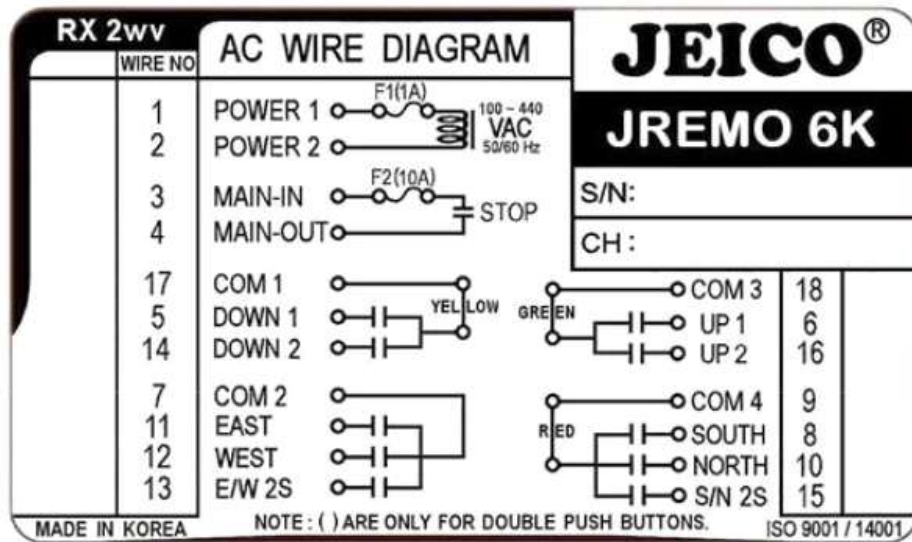 RX 2wv
WIRE NO
AC WIRE DIAGRAM
JEICO®
JREMO 6K
S/N:
CH :
1 POWER 1 F1(1A) 100 ~ 440
VAC
2 POWER 2 50/60 Hz
3 MAIN-IN F2(10A)
STOP
4 MAIN-OUT
17 COM 1
YELLOW
5 DOWN 1
14 DOWN 2
COM 3 18
GREEN
UP 1 6
UP 2 16
7 COM 2
11 EAST
12 WEST
13 E/W 2S
COM 4 9
RED
SOUTH 8
NORTH 10
S/N 2S 15
MADE IN KOREA
NOTE : ( ) ARE ONLY FOR DOUBLE PUSH BUTTONS.
ISO 9001 / 14001